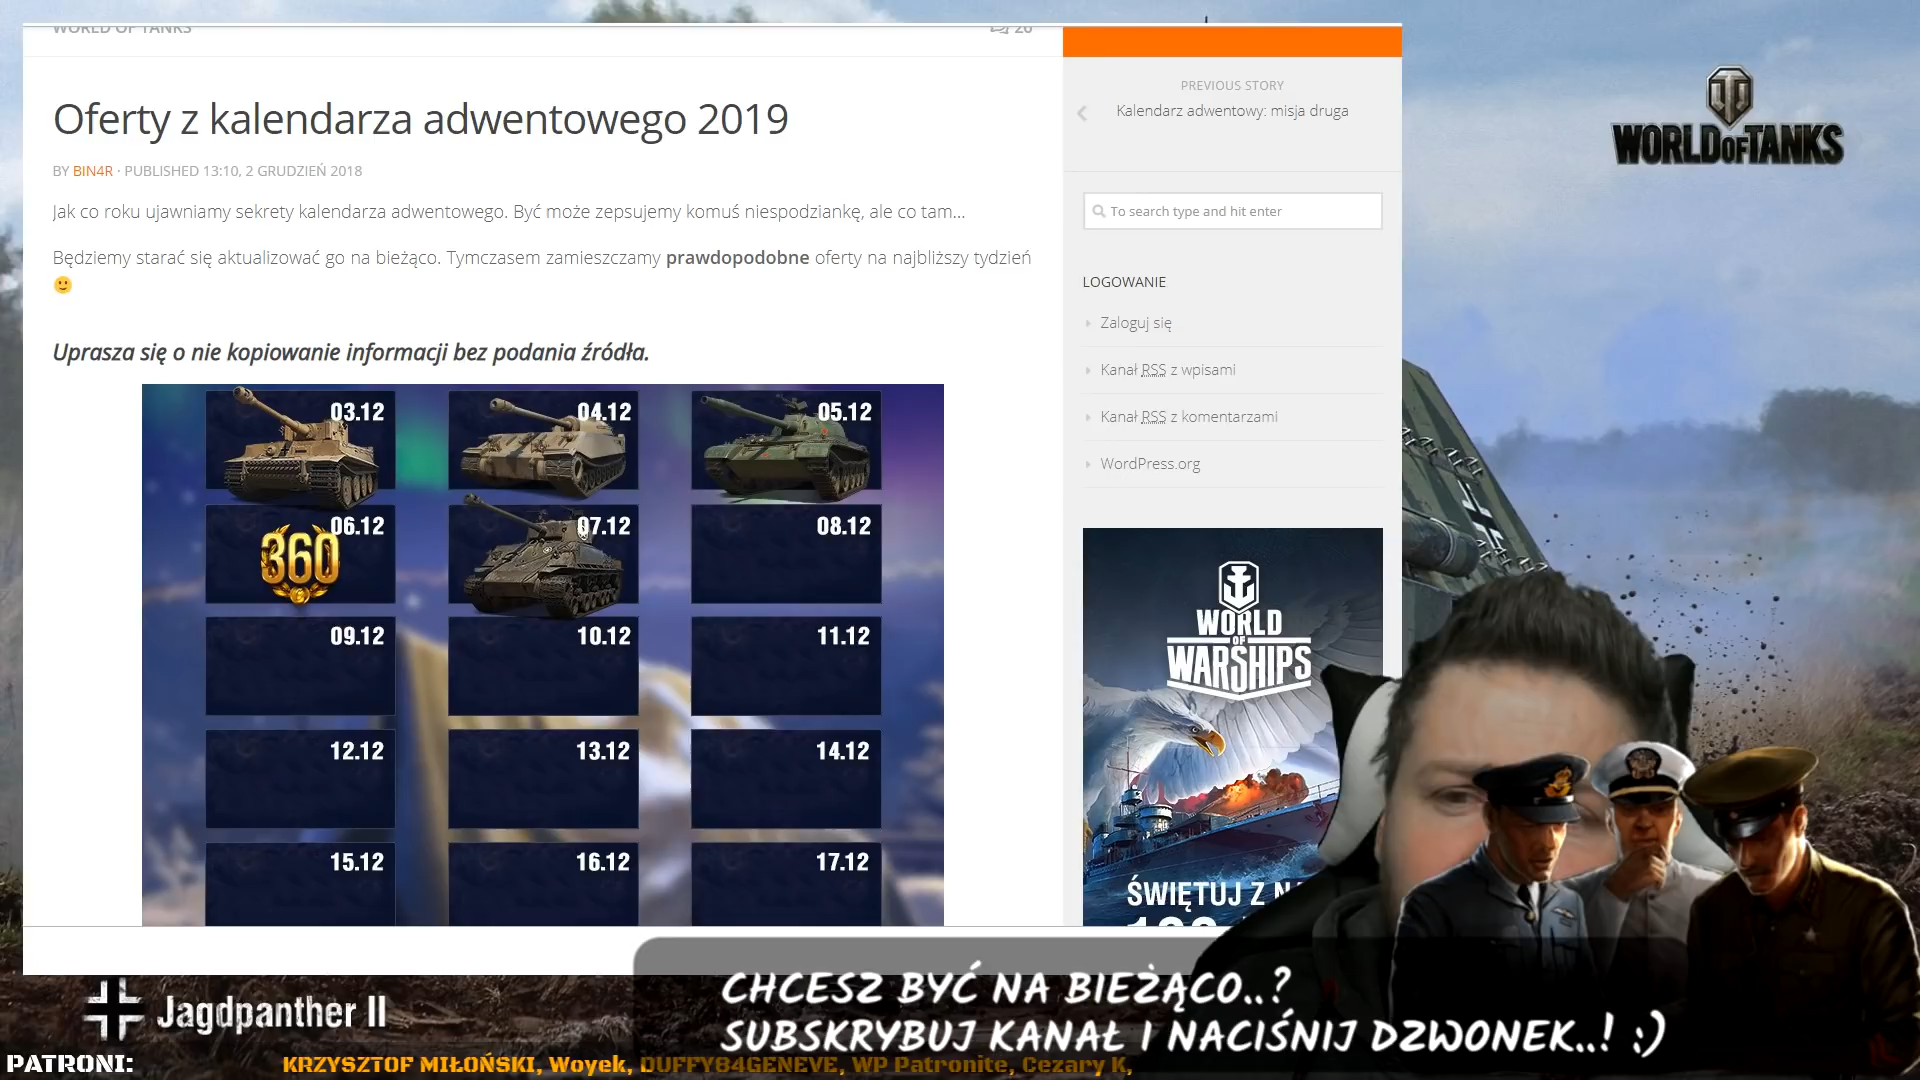 WORLD OF TANKS
26
Oferty z kalendarza adwentowego 2019
BY BIN4R · PUBLISHED 13:10, 2 GRUDZIEŃ 2018
Jak co roku ujawniamy sekrety kalendarza adwentowego. Być może zepsujemy komuś niespodziankę, ale co tam...
Będziemy starać się aktualizować go na bieżąco. Tymczasem zamieszczamy prawdopodobne oferty na najbliższy tydzień
Uprasza się o nie kopiowanie informacji bez podania źródła.
03.12
04.12
05.12
06.12
360
07.12
08.12
09.12
10.12
11.12
12.12
13.12
14.12
15.12
16.12
17.12
PREVIOUS STORY
Kalendarz adwentowy: misja druga
To search type and hit enter
LOGOWANIE
Zaloguj się
Kanał RSS z wpisami
Kanał RSS z komentarzami
WordPress.org
WORLD
OF
WARSHIPS
ŚWIĘTUJ Z
WORLD OF TANKS
Jagdpanther II
CHCESZ BYĆ NA BIEŻĄCO..?
SUBSKRYBUJ KANAŁ I NACIŚNIJ DZWONEK..! :)
PATRONI:
KRZYSZTOF MIŁOŃSKI, Woyek, DUFFY84GENEVE, WP Patronite, Cezary K,